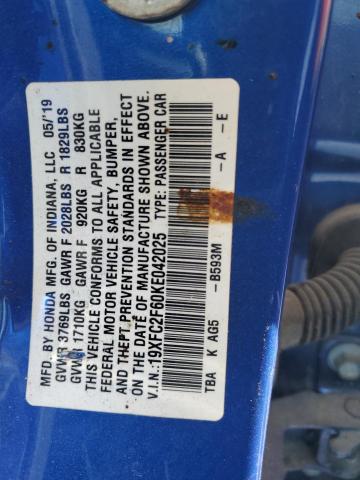 MFD. BY HONDA MFG. OF INDIANA, LLC 05/'19
GVWR 3769LBS GAWR F 2028LBS R 1829LBS
GVWR 1710KG GAWR F 920KG R 830KG
THIS VEHICLE CONFORMS TO ALL APPLICABLE
FEDERAL MOTOR VEHICLE SAFETY, BUMPER,
AND THEFT PREVENTION STANDARDS IN EFFECT
ON THE DATE OF MANUFACTURE SHOWN ABOVE.
V.I.N.: 19XFC2F60KE042025 TYPE: PASSENGER CAR
TBA K AG5 -B593M -A -E